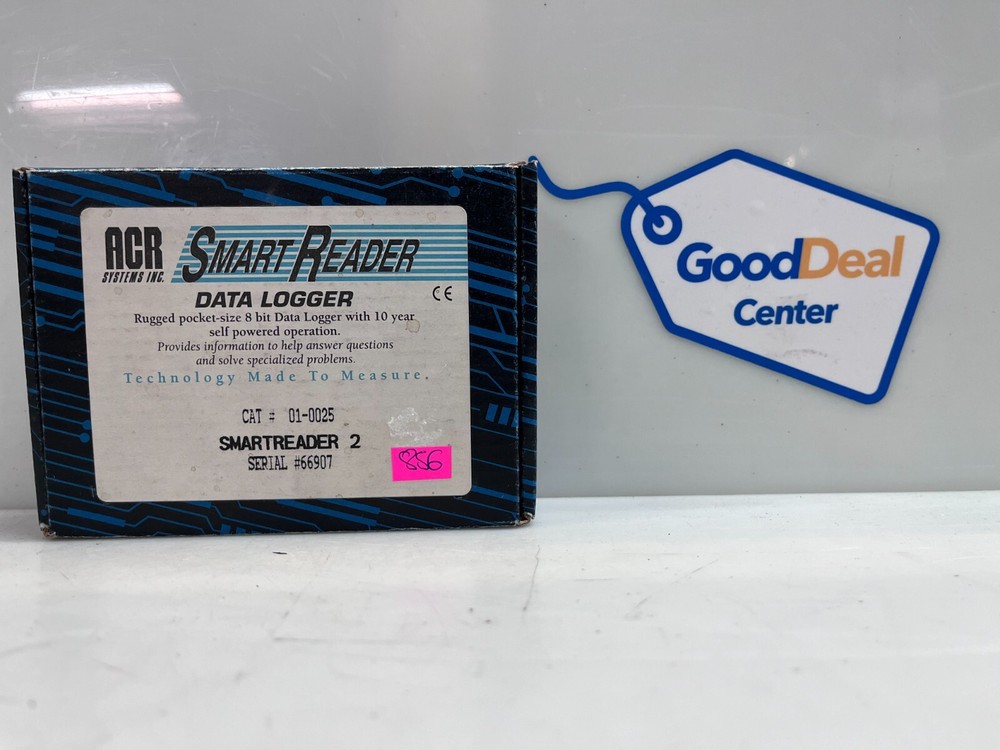 ACR
SYSTEMS INC.
SMART READER
DATA LOGGER
CE
Rugged pocket-size 8 bit Data Logger with 10 year
self powered operation.
Provides information to help answer questions
and solve specialized problems.
Technology Made To Measure.
CAT # 01-0025
SMARTREADER 2
SERIAL #66907
856
GoodDeal
Center